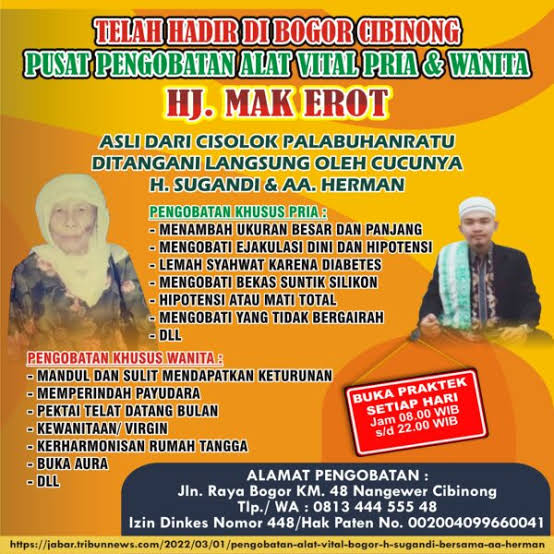 TELAH HADIR DI BOGOR CIBINONG
PUSAT PENGOBATAN ALAT VITAL PRIA & WANITA
HJ. MAK EROT
ASLI DARI CISOLOK PALABUHANRATU
DITANGANI LANGSUNG OLEH CUCUNYA
H. SUGANDI & AA. HERMAN
PENGOBATAN KHUSUS PRIA :
- MENAMBAH UKURAN BESAR DAN PANJANG
- MENGOBATI EJAKULASI DINI DAN HIPOTENSI
- LEMAH SYAHWAT KARENA DIABETES
- MENGOBATI BEKAS SUNTIK SILIKON
- HIPOTENSI ATAU MATI TOTAL
- MENGOBATI YANG TIDAK BERGAIRAH
- DLL
PENGOBATAN KHUSUS WANITA :
- MANDUL DAN SULIT MENDAPATKAN KETURUNAN
- MEMPERINDAH PAYUDARA
- PEKTAI TELAT DATANG BULAN
- KEWANITAAN/ VIRGIN
- KERHARMONISAN RUMAH TANGGA
- BUKA AURA
- DLL
BUKA PRAKTEK
SETIAP HARI
Jam 08.00 WIB
s/d 22.00 WIB
ALAMAT PENGOBATAN :
Jln. Raya Bogor KM. 48 Nangewer Cibinong
Tlp./ WA : 0813 444 555 48
Izin Dinkes Nomor 448/Hak Paten No. 002004099660041
https://jabar.tribunnews.com/2022/03/01/pengobatan-alat-vital-bogor-h-sugandi-bersama-aa-herman